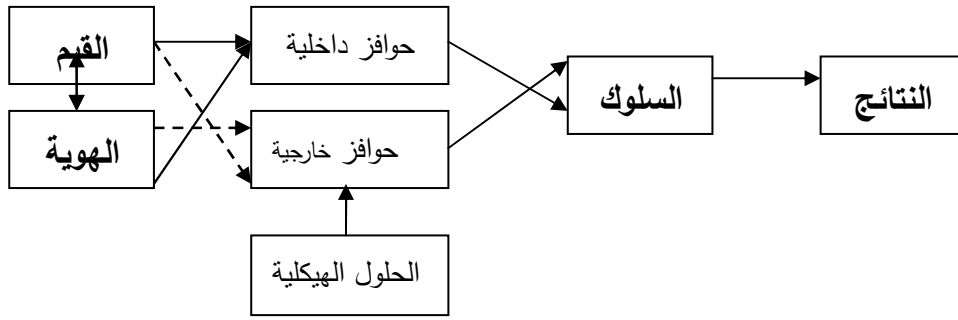 القيم
حوافز داخلية
السلوك
النتائج
الهوية
حوافز خارجية
الحلول الهيكلية